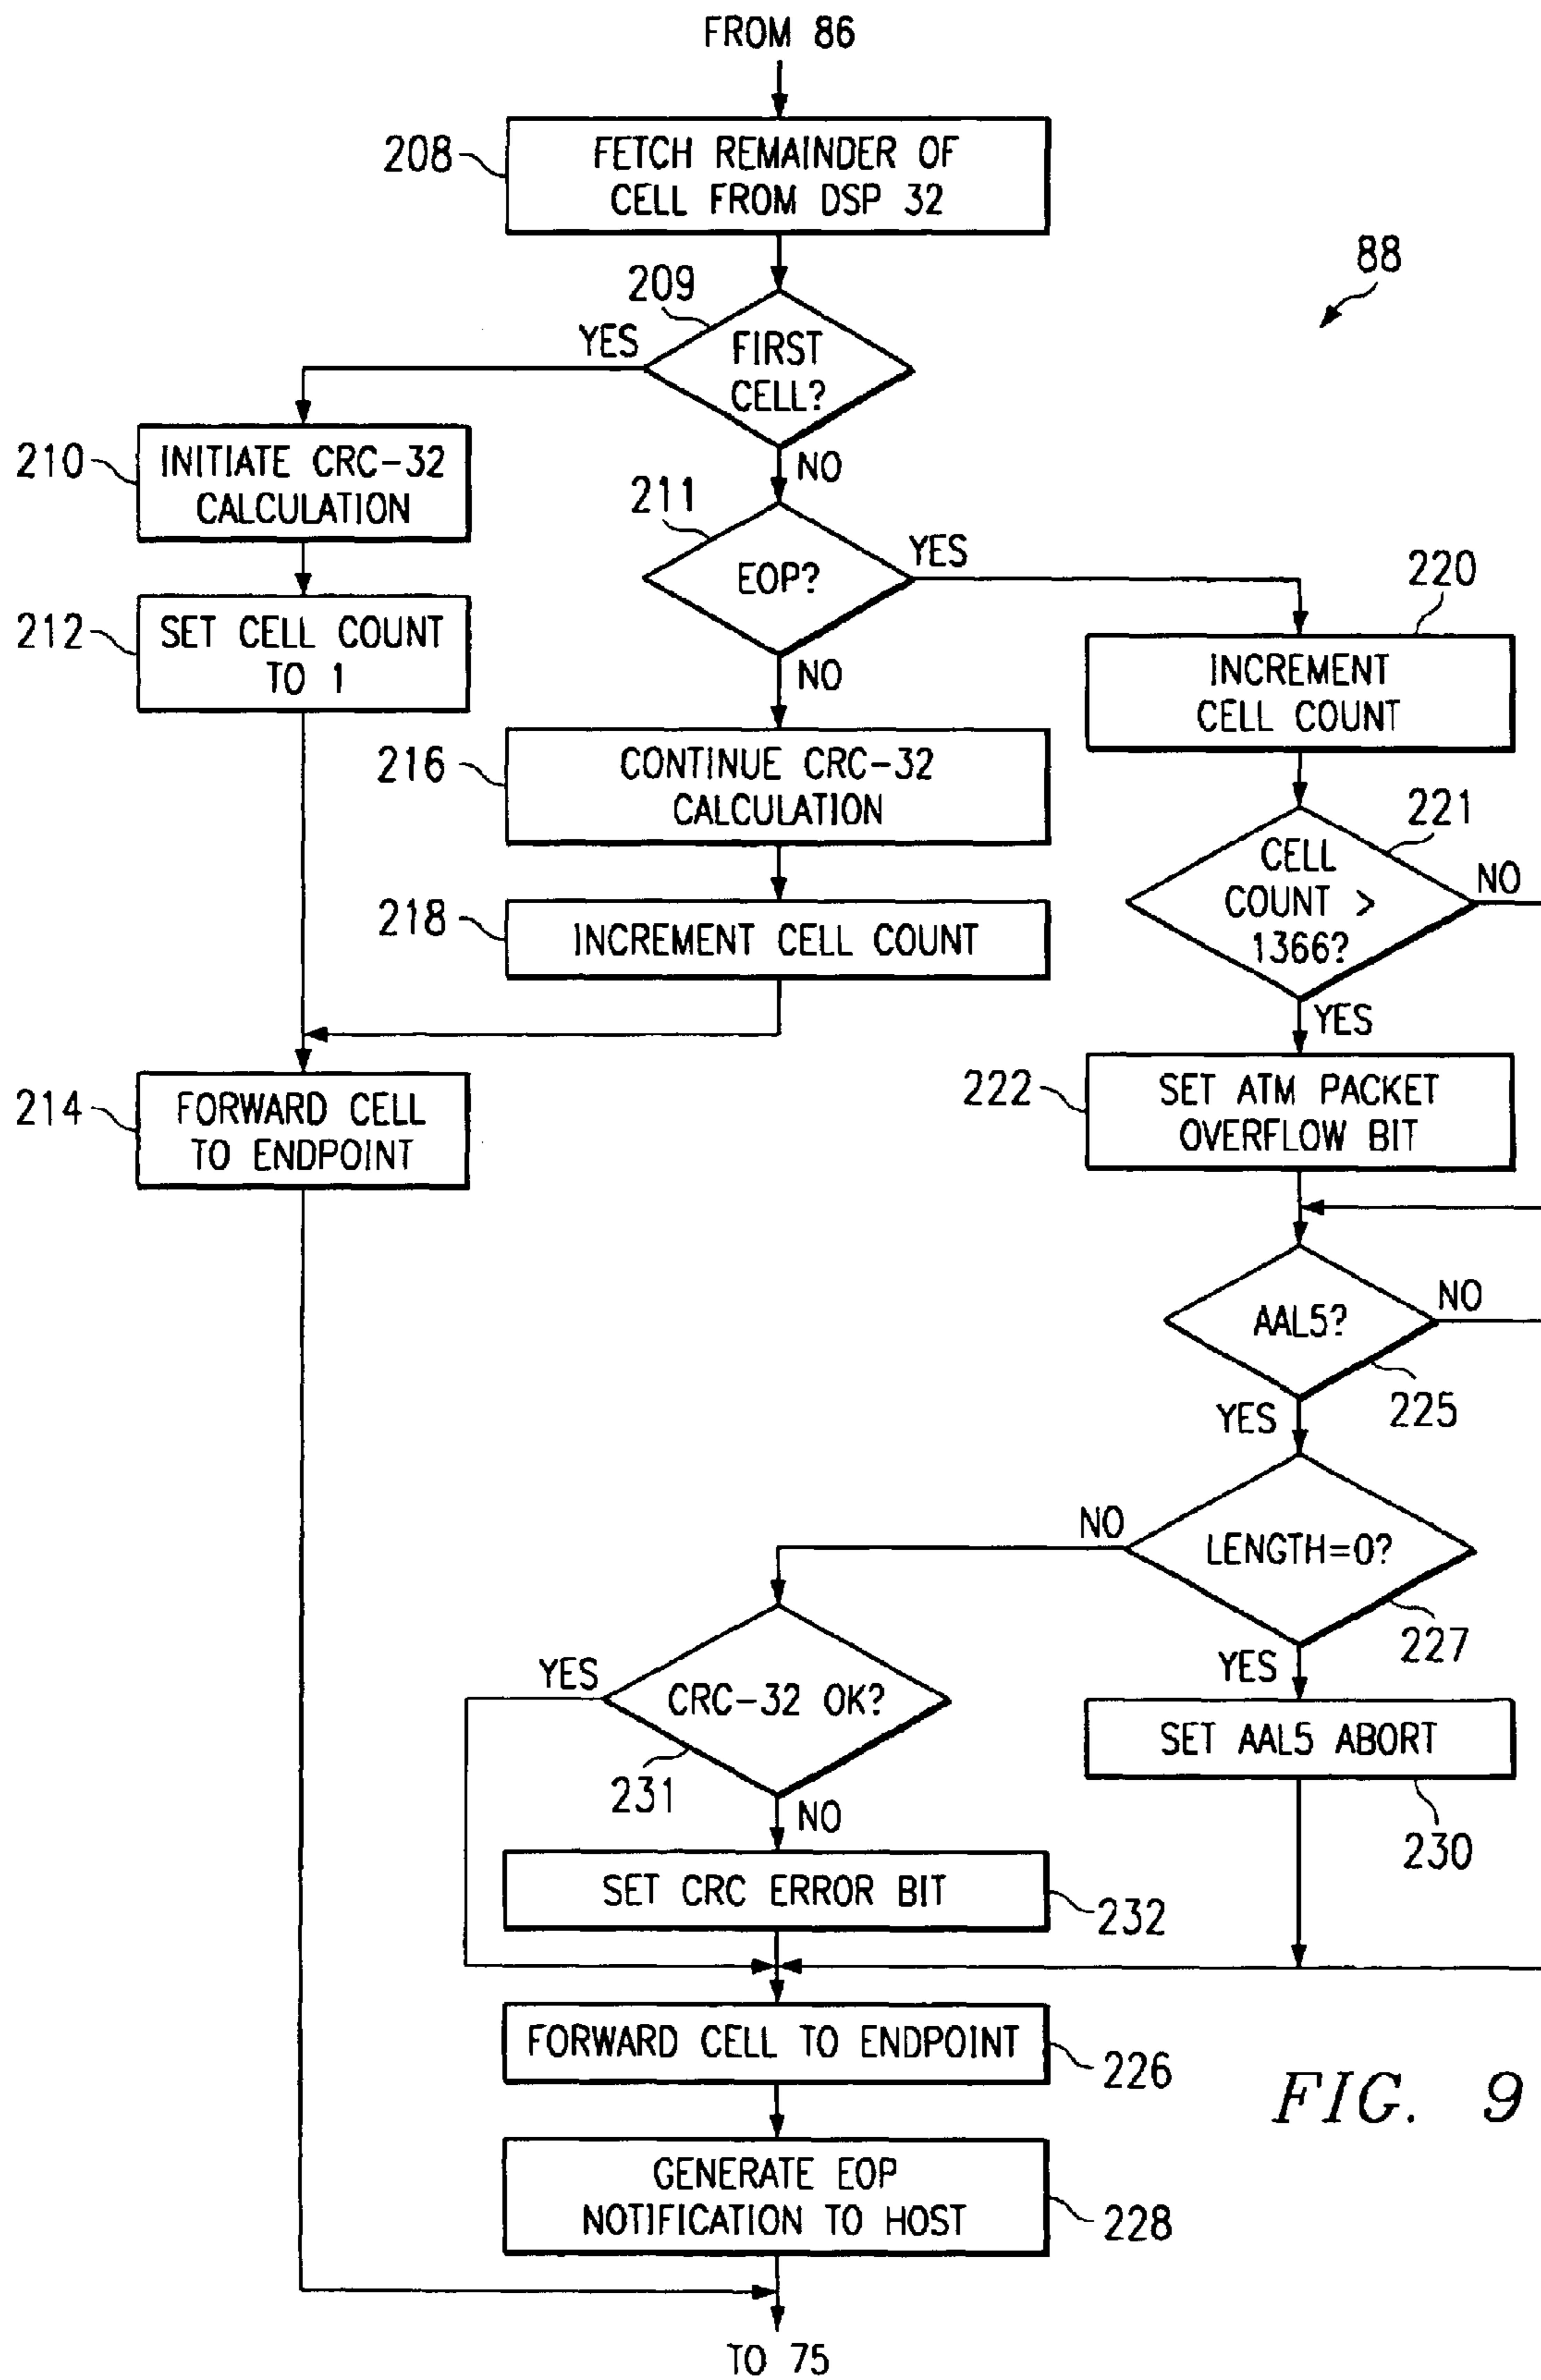 FROM 86
208
FETCH REMAINDER OF
CELL FROM DSP 32
88
209
YES
FIRST
CELL?
NO
210
INITIATE CRC-32
CALCULATION
211
EOP?
YES
NO
220
INCREMENT
CELL COUNT
212
SET CELL COUNT
TO 1
216
CONTINUE CRC-32
CALCULATION
221
CELL
COUNT >
1366?
NO
YES
218
INCREMENT CELL COUNT
214
FORWARD CELL
TO ENDPOINT
222
SET ATM PACKET
OVERFLOW BIT
AAL5?
NO
225
YES
LENGTH=0?
NO
227
YES
YES
CRC-32 OK?
231
NO
SET AAL5 ABORT
230
SET CRC ERROR BIT
232
FORWARD CELL TO ENDPOINT
226
FIG. 9
GENERATE EOP
NOTIFICATION TO HOST
228
TO 75